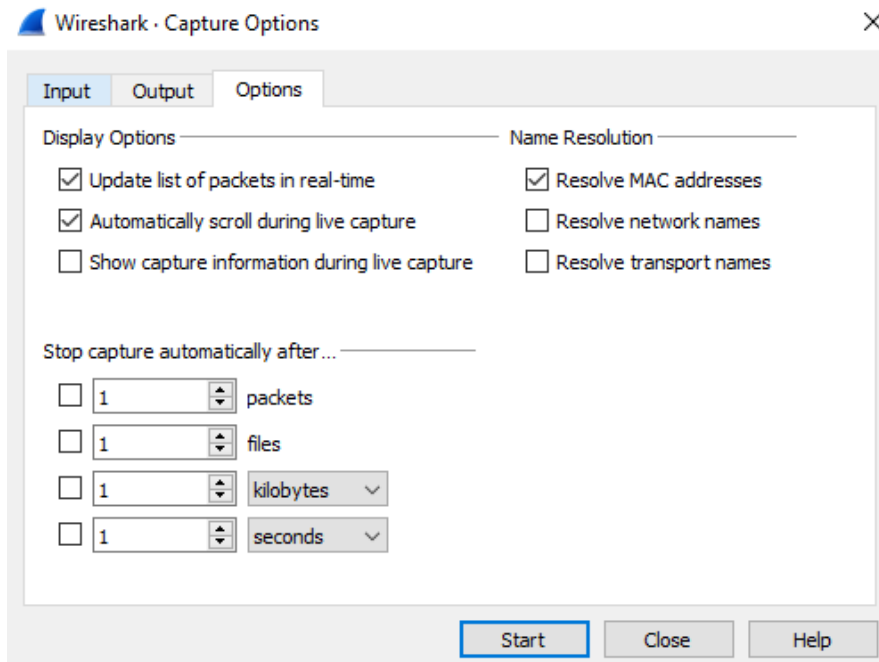 Wireshark · Capture Options
Input Output Options
Display Options Name Resolution
Update list of packets in real-time Resolve MAC addresses
Automatically scroll during live capture Resolve network names
Show capture information during live capture Resolve transport names
Stop capture automatically after...
1 packets
1 files
1 kilobytes
1 seconds
Start Close Help